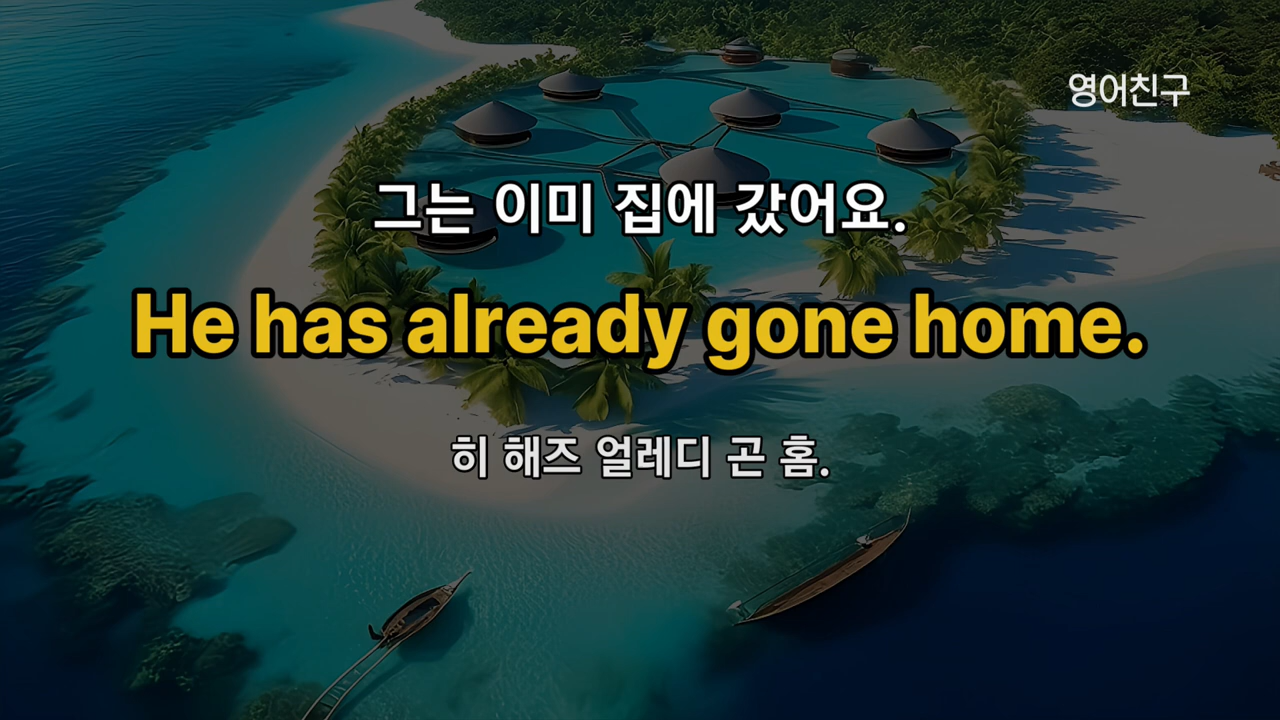 영어친구
그는 이미 집에 갔어요.
He has already gone home.
히 해즈 얼레디 곤 홈.